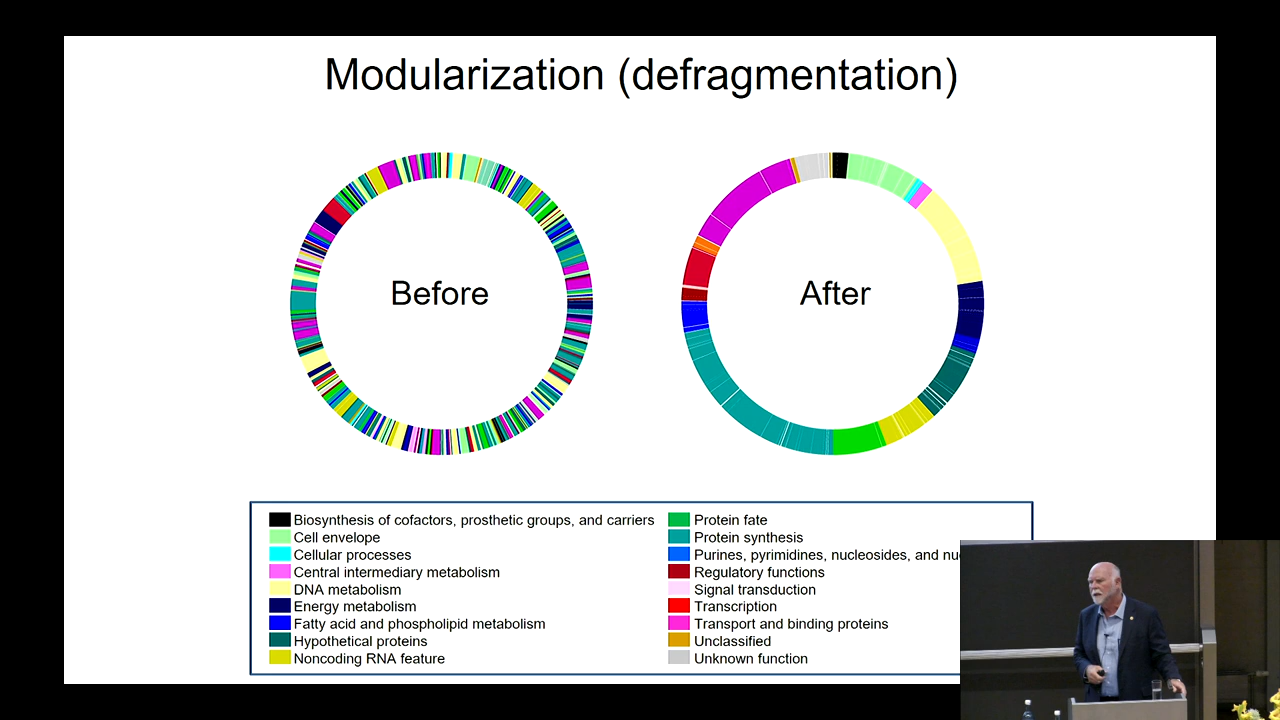 Modularization (defragmentation)
Before
After
Biosynthesis of cofactors, prosthetic groups, and carriers
Cell envelope
Cellular processes
Central intermediary metabolism
DNA metabolism
Energy metabolism
Fatty acid and phospholipid metabolism
Hypothetical proteins
Noncoding RNA feature
Protein fate
Protein synthesis
Purines, pyrimidines, nucleosides, and
Regulatory functions
Signal transduction
Transcription
Transport and binding proteins
Unclassified
Unknown function